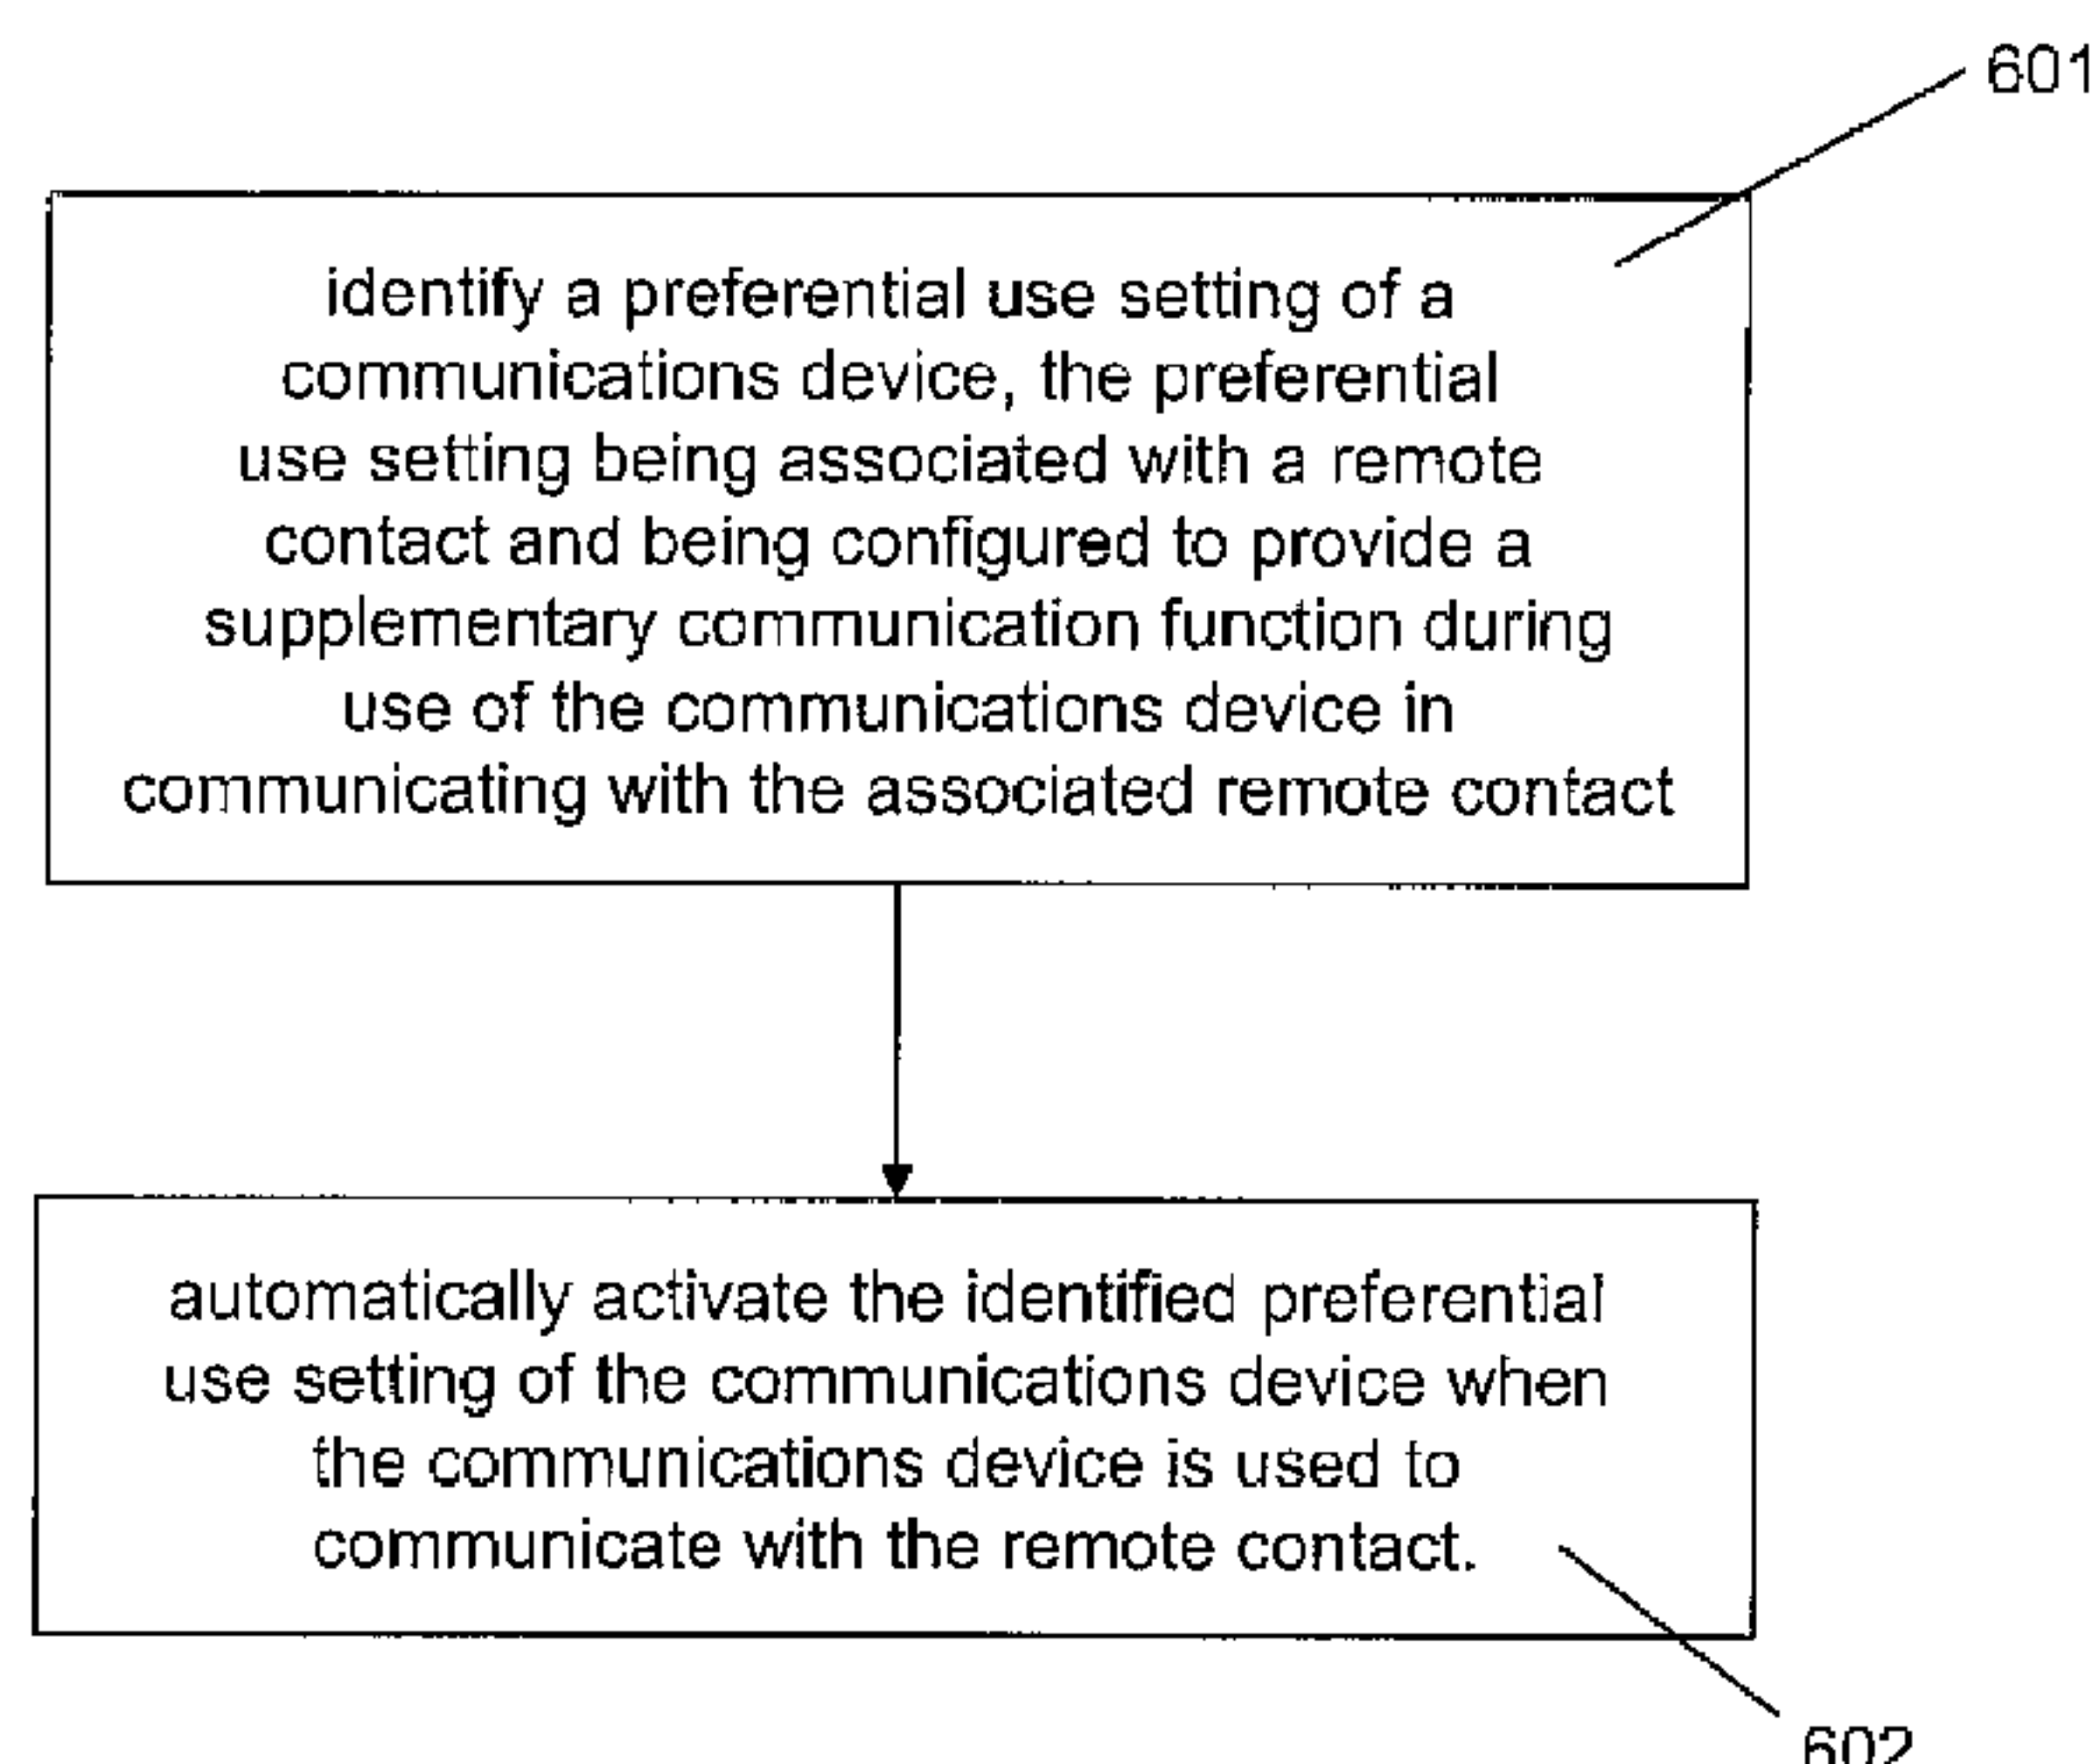 601
identify a preferential use setting of a
communications device, the preferential
use setting being associated with a remote
contact and being configured to provide a
supplementary communication function during
use of the communications device in
communicating with the associated remote contact
automatically activate the identified preferential
use setting of the communications device when
the communications device is used to
communicate with the remote contact.
602